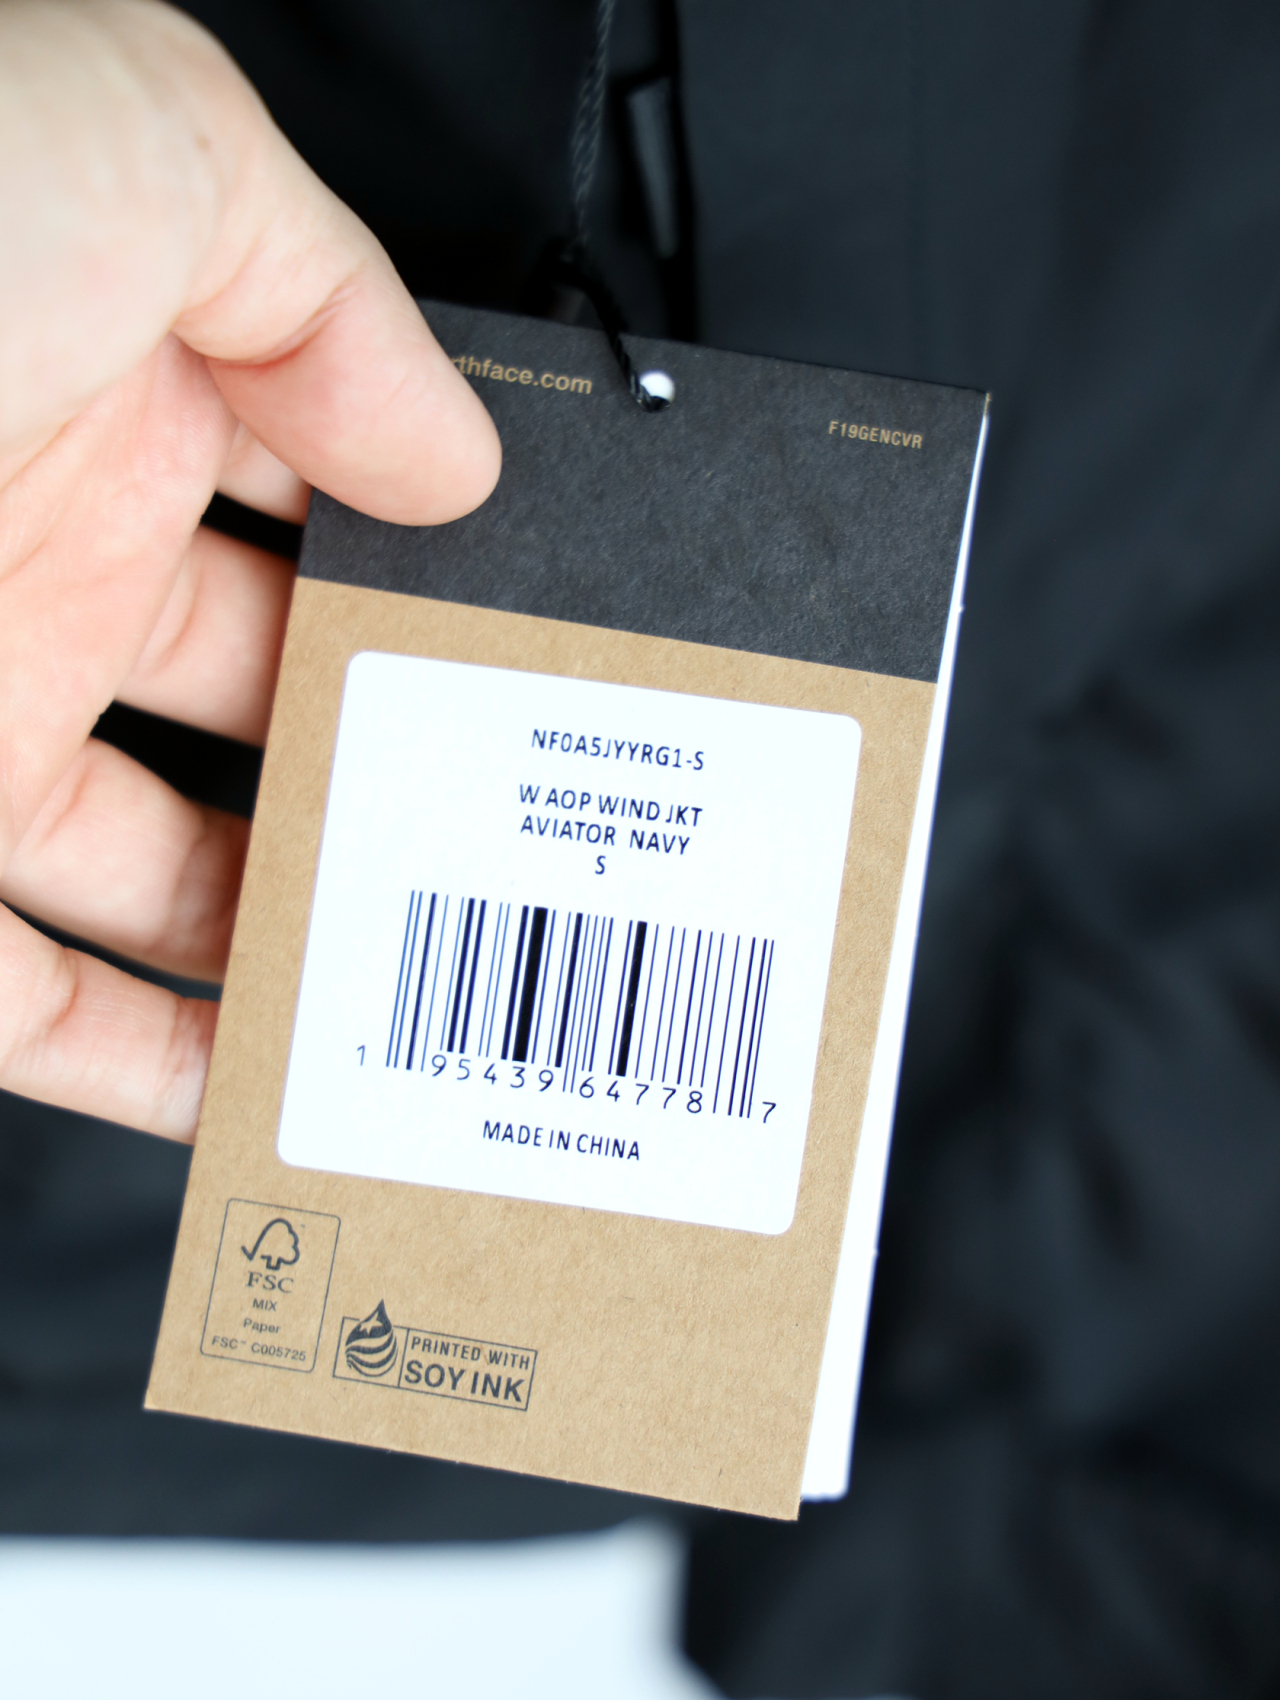 rthface.com
F19GENCVR
NF0A5JYYRG1-S
W AOP WIND JKT
AVIATOR NAVY
S
1 95439 64778 7
MADE IN CHINA
FSC
MIX
Paper
FSC™ C005725
PRINTED WITH
SOY INK